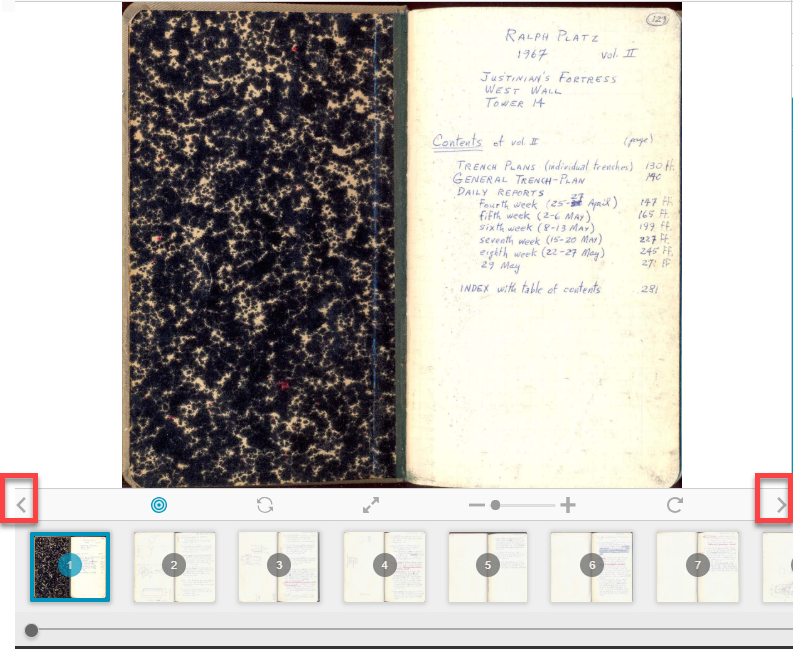 129
RALPH PLATZ
1967 vol. II
JUSTINIAN'S FORTRESS
WEST WALL
TOWER 14
Contents of vol. II (page)
TRENCH PLANS (individual trenches) 130 ff.
GENERAL TRENCH-PLAN 140
DAILY REPORTS
Fourth week (25-27 April) 147 ff.
fifth week (2-6 MAY) 165 ff.
sixth week (8-13 MAY) 199 ff.
seventh week (15-20 MAY) 227 ff.
eighth week (22-27 May) 245 ff.
29 May ff
INDEX with table of contents 281
1 2 3 4 5 6 7